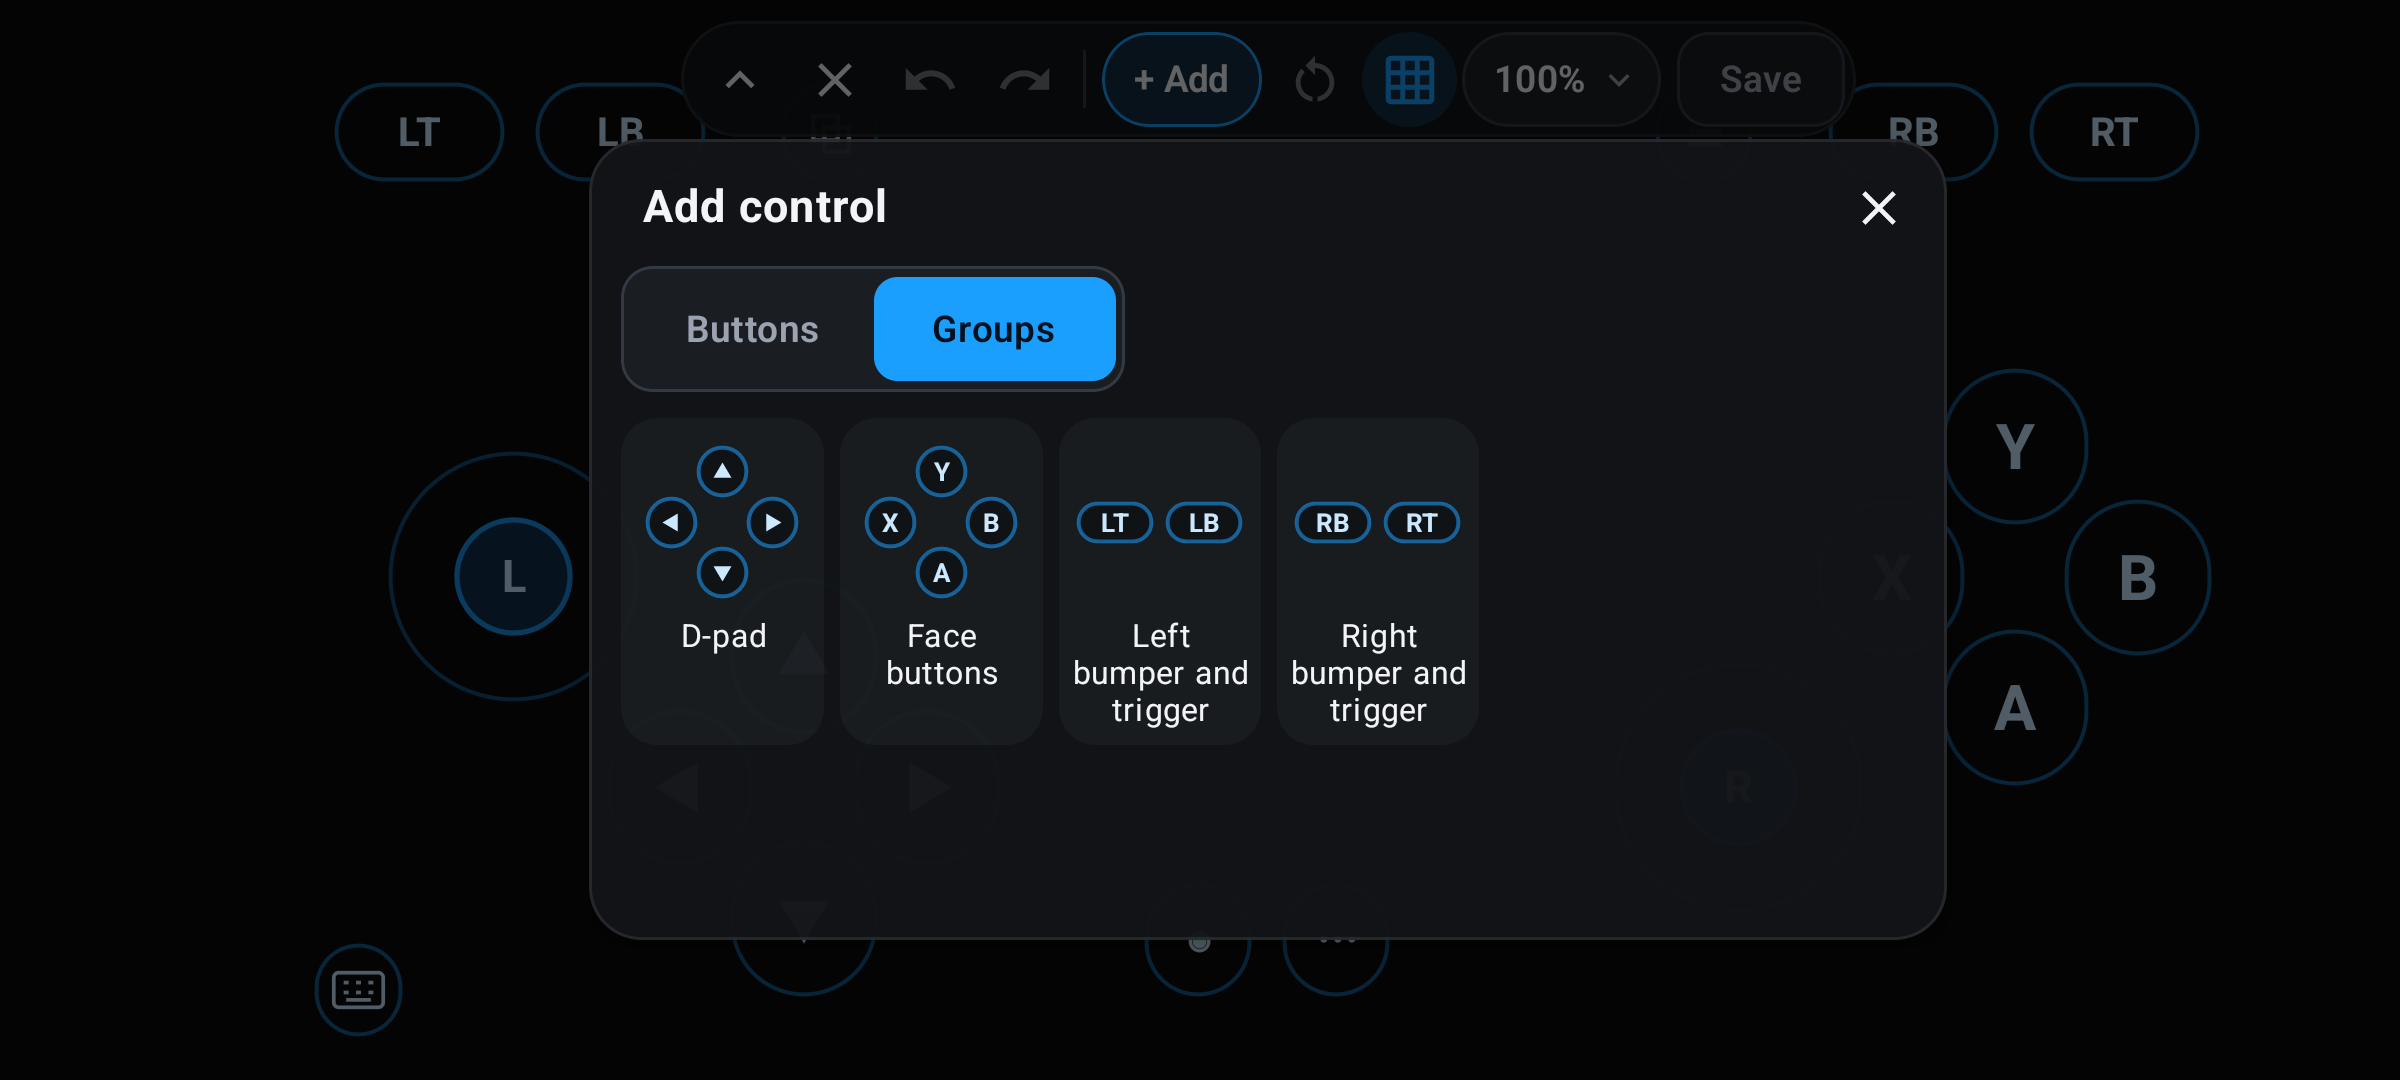 + Add
100%
Save
LT
LB
RB
RT
Add control
Buttons
Groups
D-pad
Y
X
B
A
Face
buttons
LT
LB
Left
bumper and
trigger
RB
RT
Right
bumper and
trigger
L
Y
X
B
A
R